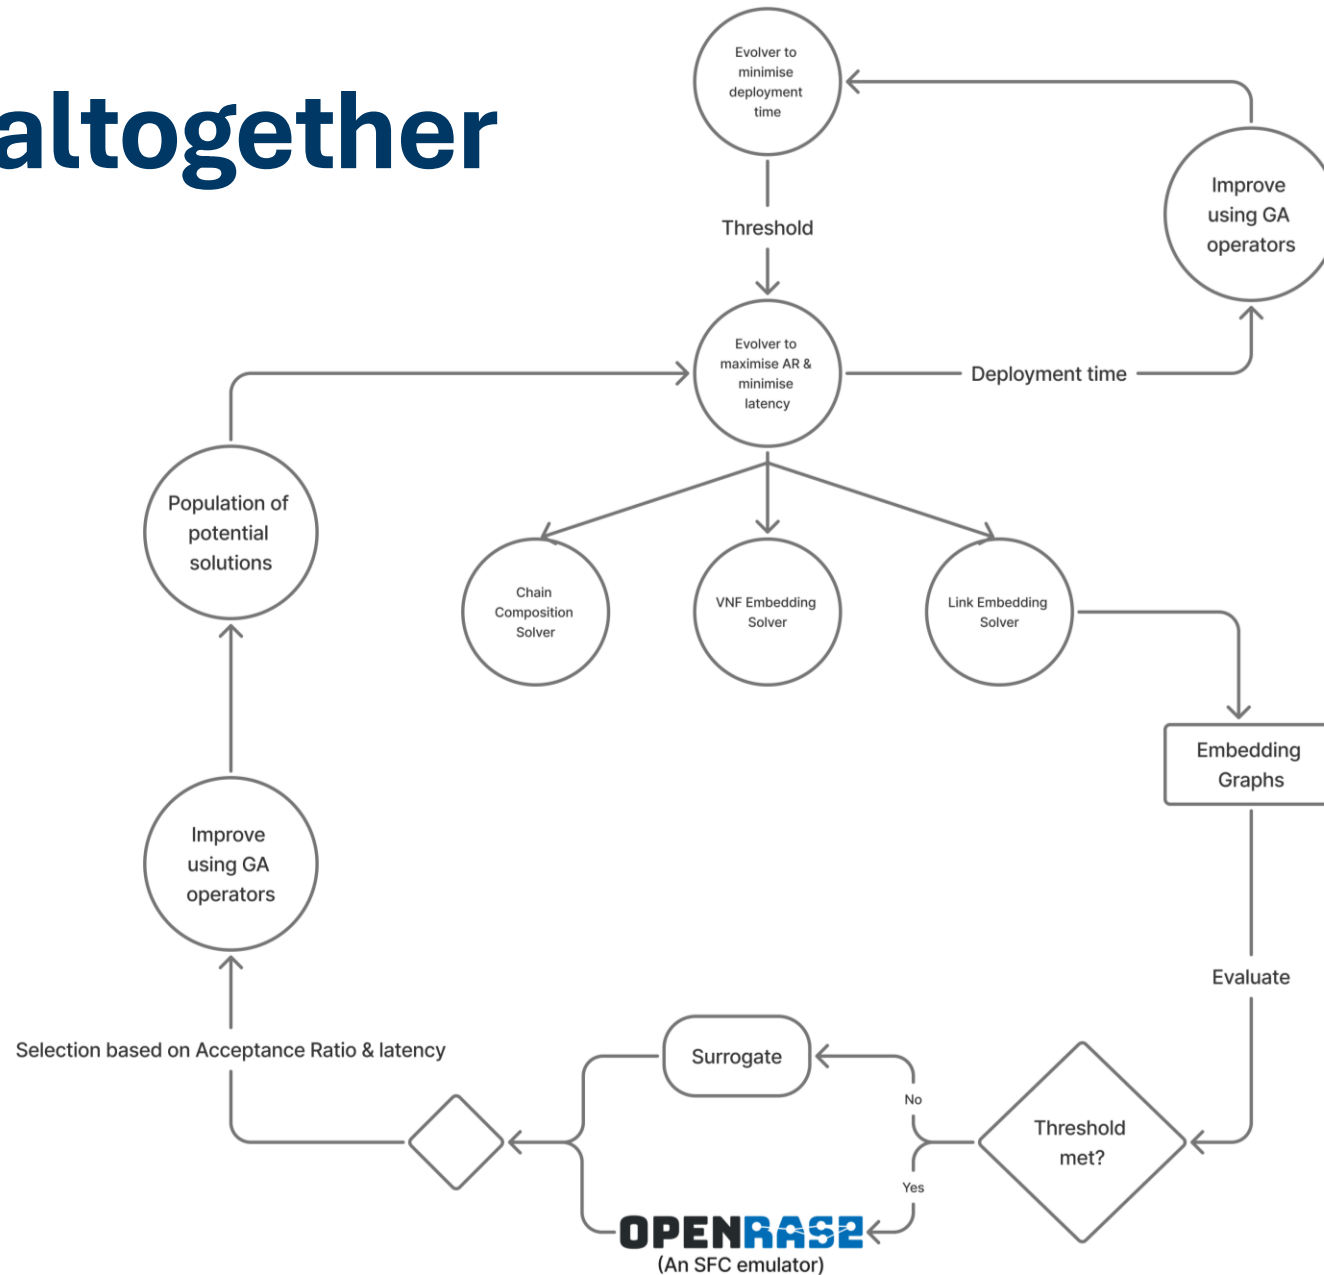 altogether
Evolver to
minimise
deployment
time
Improve
using GA
operators
Threshold
Evolver to
maximise AR &
minimise
latency
Deployment time
Population of
potential
solutions
Chain
Composition
Solver
VNF Embedding
Solver
Link Embedding
Solver
Embedding
Graphs
Improve
using GA
operators
Evaluate
Selection based on Acceptance Ratio & latency
Surrogate
No
Threshold
met?
Yes
OPENRASE
(An SFC emulator)